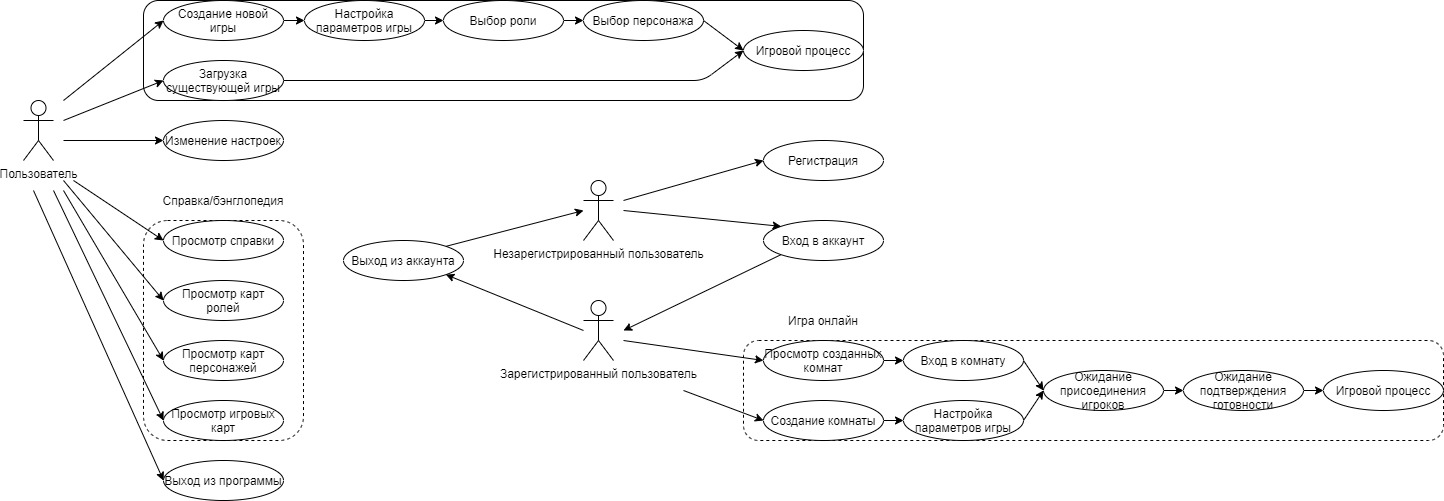 Создание новой
игры
Настройка
параметров игры
Выбор роли
Выбор персонажа
Игровой процесс
Загрузка
существующей игры
Пользователь
Изменение настроек
Справка/бэнглопедия
Просмотр справки
Просмотр карт
ролей
Просмотр карт
персонажей
Просмотр игровых
карт
Выход из программы
Регистрация
Незарегистрированный пользователь
Вход в аккаунт
Выход из аккаунта
Зарегистрированный пользователь
Игра онлайн
Просмотр созданных
комнат
Вход в комнату
Ожидание
присоединения
игроков
Ожидание
подтверждения
готовности
Игровой процесс
Создание комнаты
Настройка
параметров игры